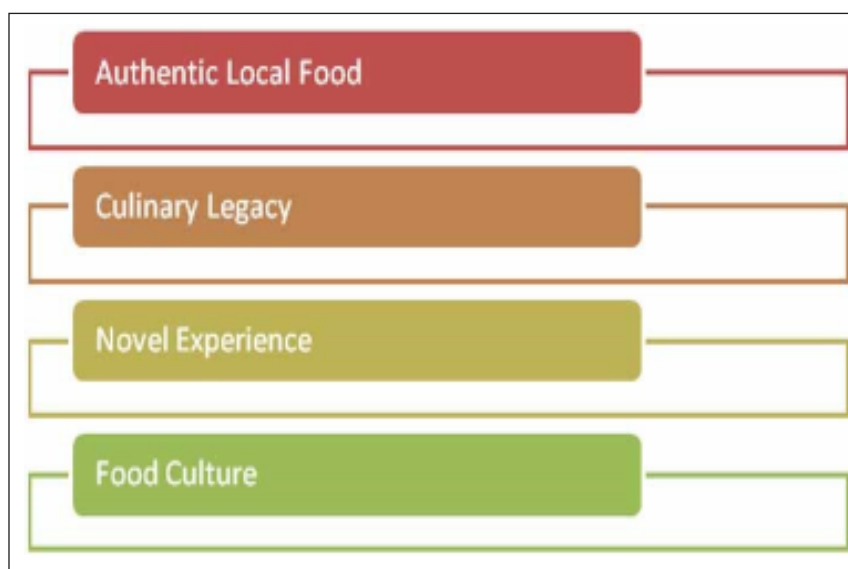 Authentic Local Food
Culinary Legacy
Novel Experience
Food Culture